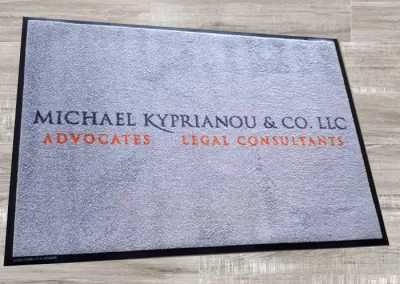 MICHAEL KYPRIANOU & CO. LLC
ADVOCATES LEGAL CONSULTANTS